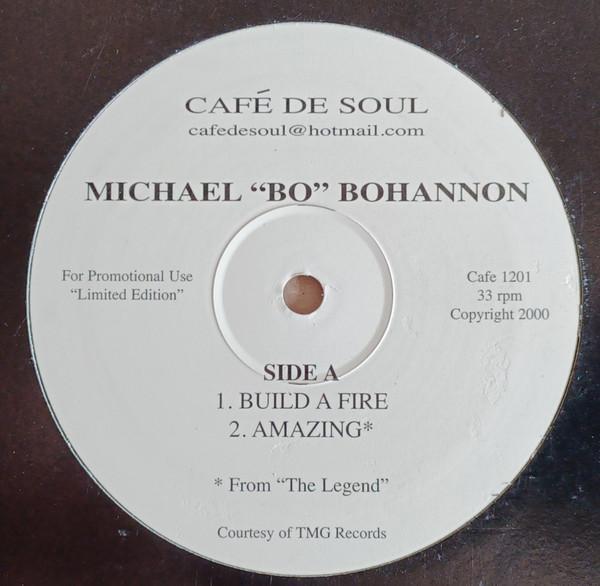 CAFÉ DE SOUL
cafedesoul@hotmail.com
MICHAEL “BO” BOHANNON
For Promotional Use
“Limited Edition”
Cafe 1201
33 rpm
Copyright 2000
SIDE A
1. BUILD A FIRE
2. AMAZING*
* From “The Legend”
Courtesy of TMG Records